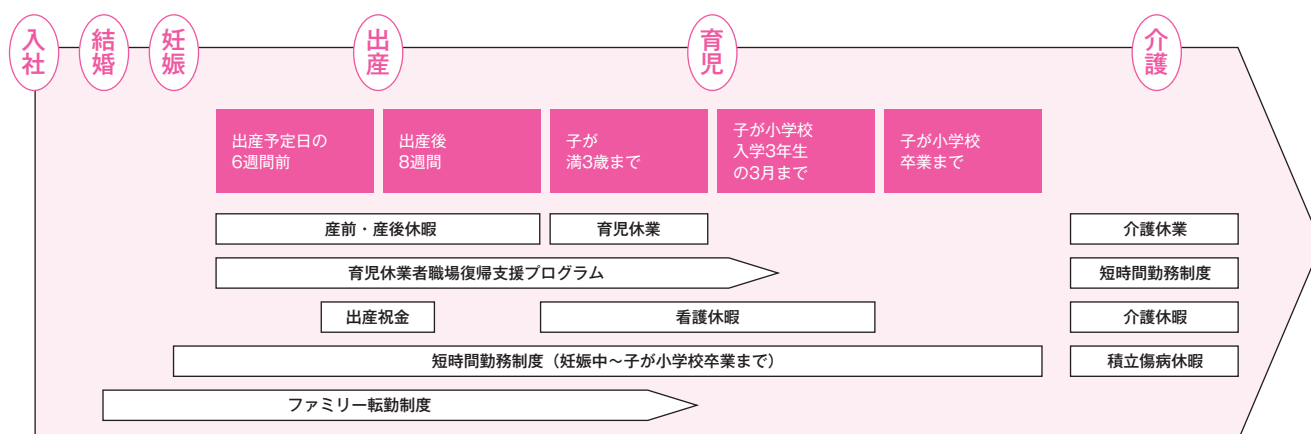 入社
結婚
妊娠
出産
育児
介護
出産予定日の
6週間前
出産後
8週間
子が
満3歳まで
子が小学校
入学3年生
の3月まで
子が小学校
卒業まで
産前・産後休暇
育児休業
介護休業
育児休業者職場復帰支援プログラム
短時間勤務制度
出産祝金
看護休暇
介護休暇
短時間勤務制度（妊娠中～子が小学校卒業まで）
積立傷病休暇
ファミリー転勤制度